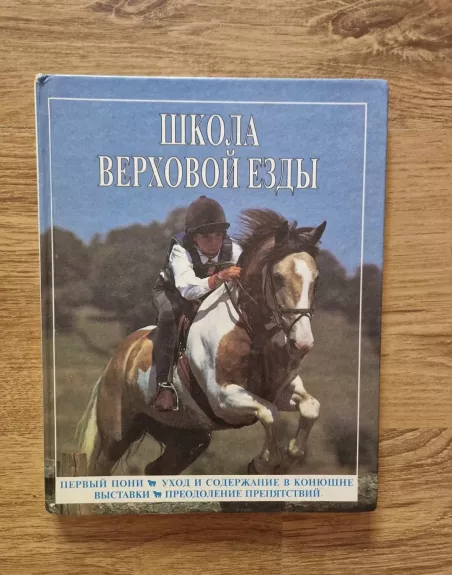 ШКОЛА
ВЕРХОВОЙ ЕЗДЫ
ПЕРВЫЙ ПОНИ УХОД И СОДЕРЖАНИЕ В КОНЮШНЕ
ВЫСТАВКИ ПРЕОДОЛЕНИЕ ПРЕПЯТСТВИЙ